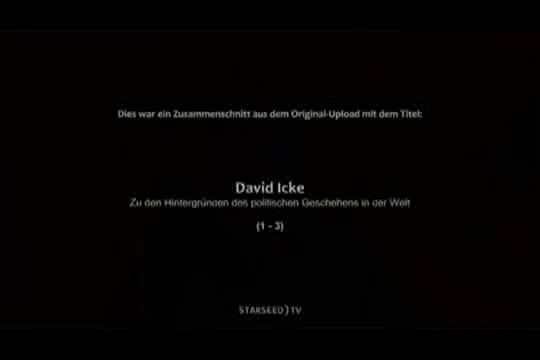 Dies war ein Zusammenschnitt aus dem Original-Upload mit dem Titel:
David Icke
Zu den Hintergründen des politischen Geschehens in der Welt
(1 - 3)
STARSEED)TV